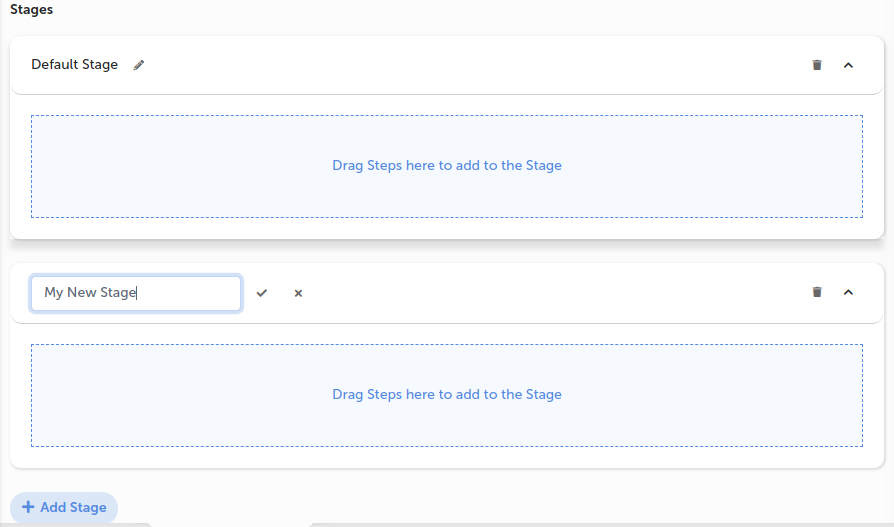 Stages
Default Stage
Drag Steps here to add to the Stage
My New Stage
Drag Steps here to add to the Stage
Add Stage